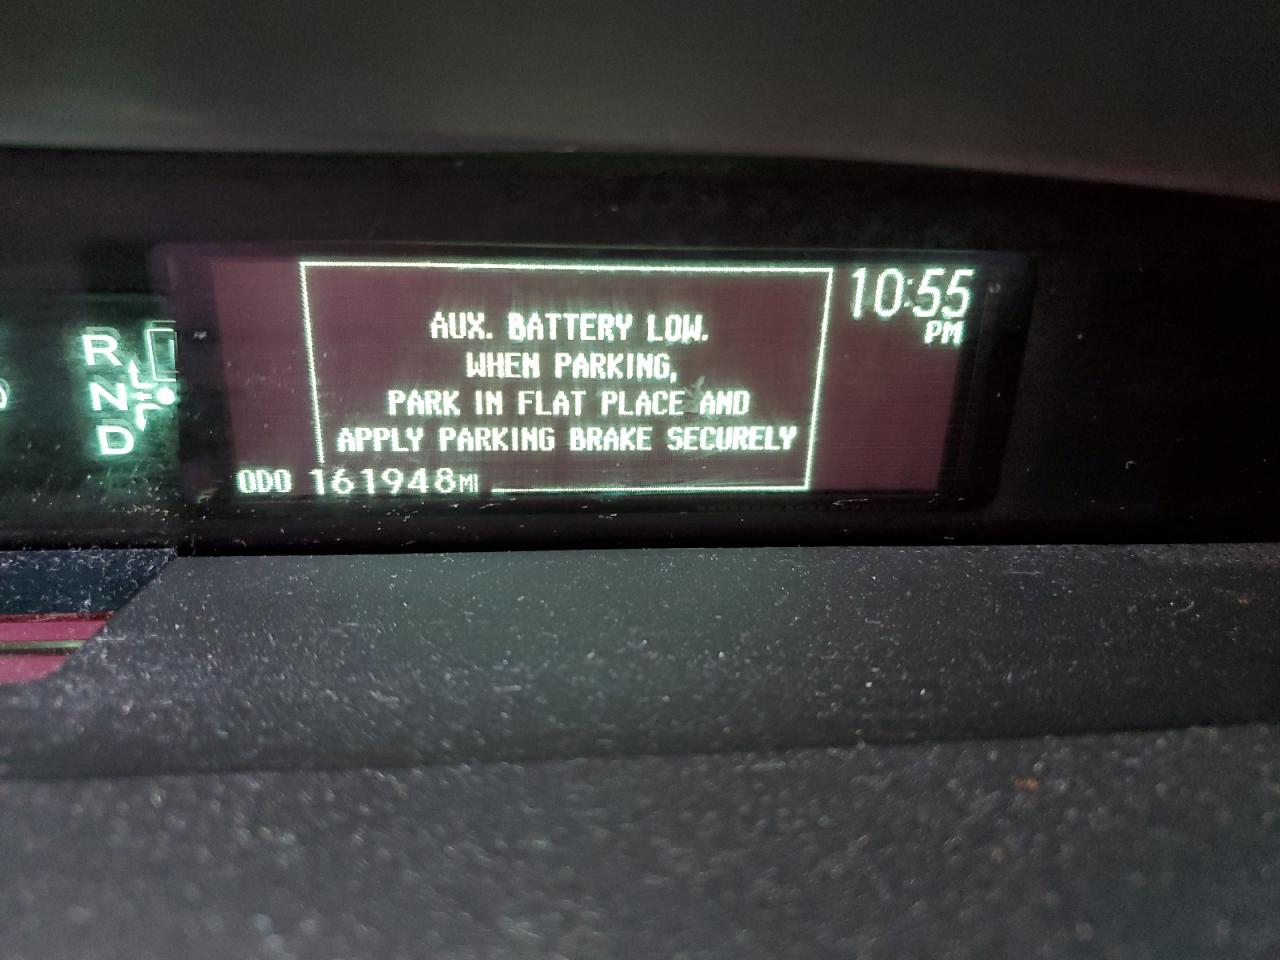 10:55
PM
AUX. BATTERY LOW.
WHEN PARKING,
PARK IN FLAT PLACE AND
APPLY PARKING BRAKE SECURELY
ODO 161948MI
R
N
D